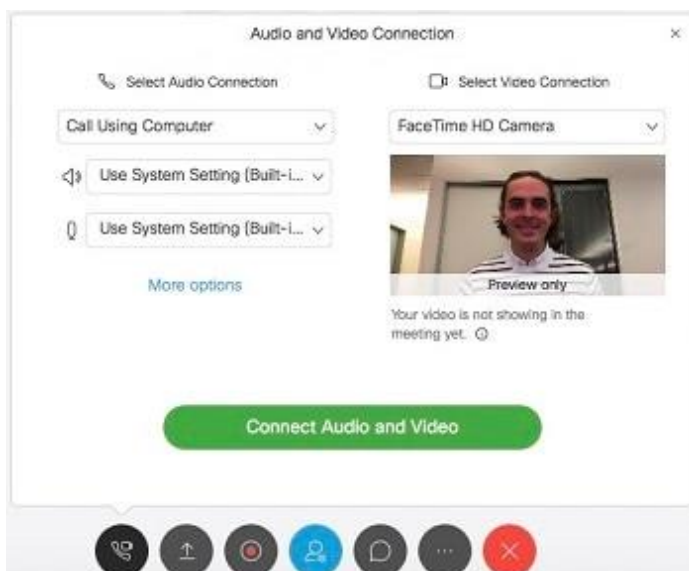 Audio and Video Connection
Select Audio Connection
Call Using Computer
Use System Setting (Built-i...
Use System Setting (Built-i...
More options
Select Video Connection
FaceTime HD Camera
Preview only
Your video is not showing in the
meeting yet.
Connect Audio and Video